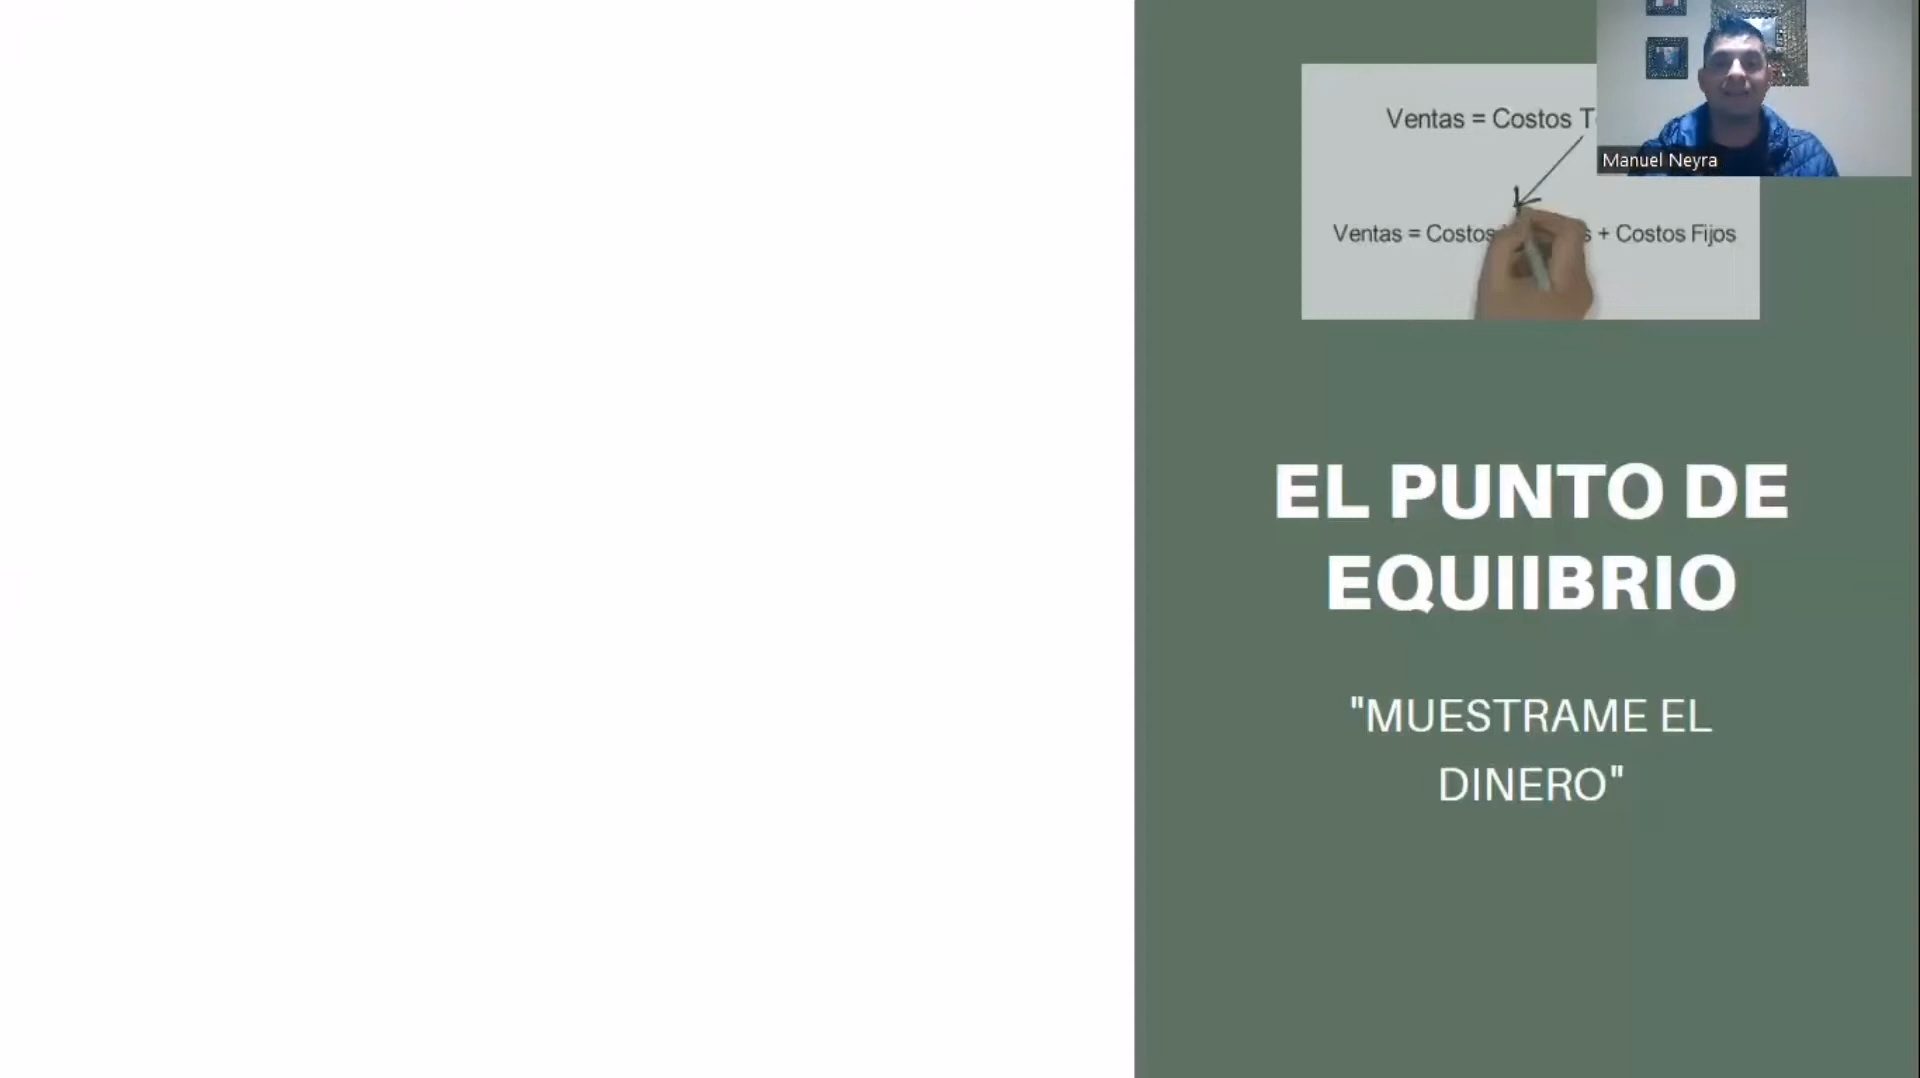 Ventas = Costos
Manuel Neyra
Ventas = Costos + Costos Fijos
EL PUNTO DE
EQUIIBRIO
"MUESTRAME EL
DINERO"